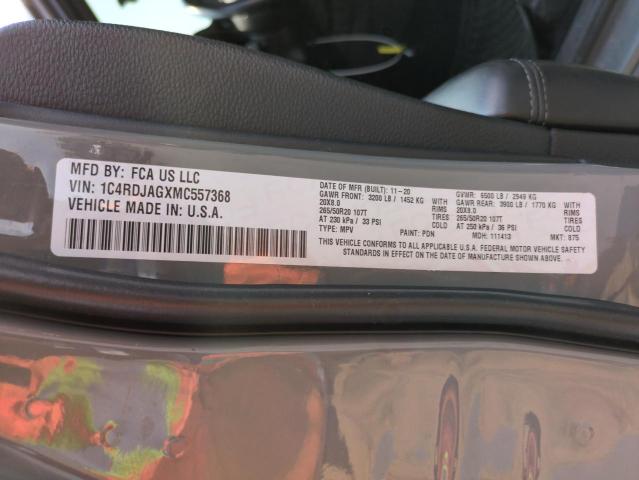 MFD BY: FCA US LLC
VIN: 1C4RDJAGXMC557368
VEHICLE MADE IN: U.S.A.
DATE OF MFR (BUILT): 11-20 GVWR: 6500 LB / 2949 KG
GAWR FRONT: 3200 LB / 1452 KG WITH GAWR REAR: 3900 LB / 1770 KG WITH
20X8.0 RIMS 20X8.0 RIMS
265/50R20 107T TIRES 265/50R20 107T TIRES
AT 230 kPa / 33 PSI COLD AT 250 kPa / 36 PSI COLD
TYPE: MPV PAINT: PDN MDH: 111413 MKT: 875
THIS VEHICLE CONFORMS TO ALL APPLICABLE U.S.A. FEDERAL MOTOR VEHICLE SAFETY
STANDARDS IN EFFECT ON THE DATE OF MANUFACTURE SHOWN ABOVE.